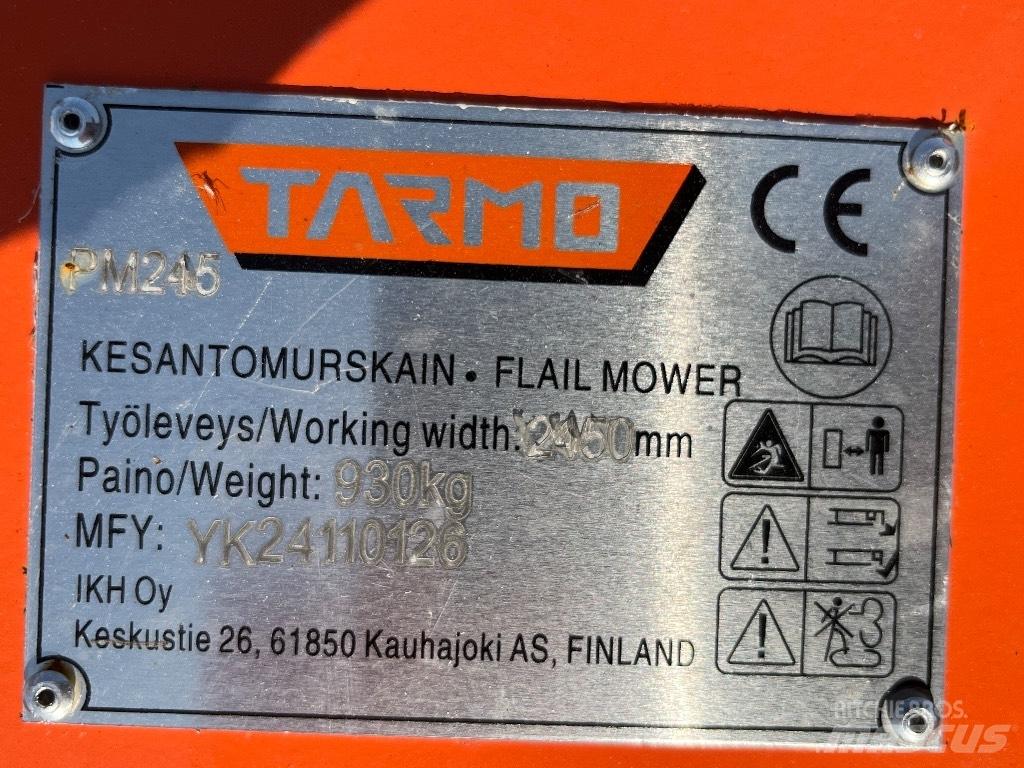 TARMO
CE
PM245
KESANTOMURSKAIN • FLAIL MOWER
Työleveys/Working width: 2450mm
Paino/Weight: 930kg
MFY: YK24110126
IKH Oy
Keskustie 26, 61850 Kauhajoki AS, FINLAND
RITCHIE BROS.
MASCUS